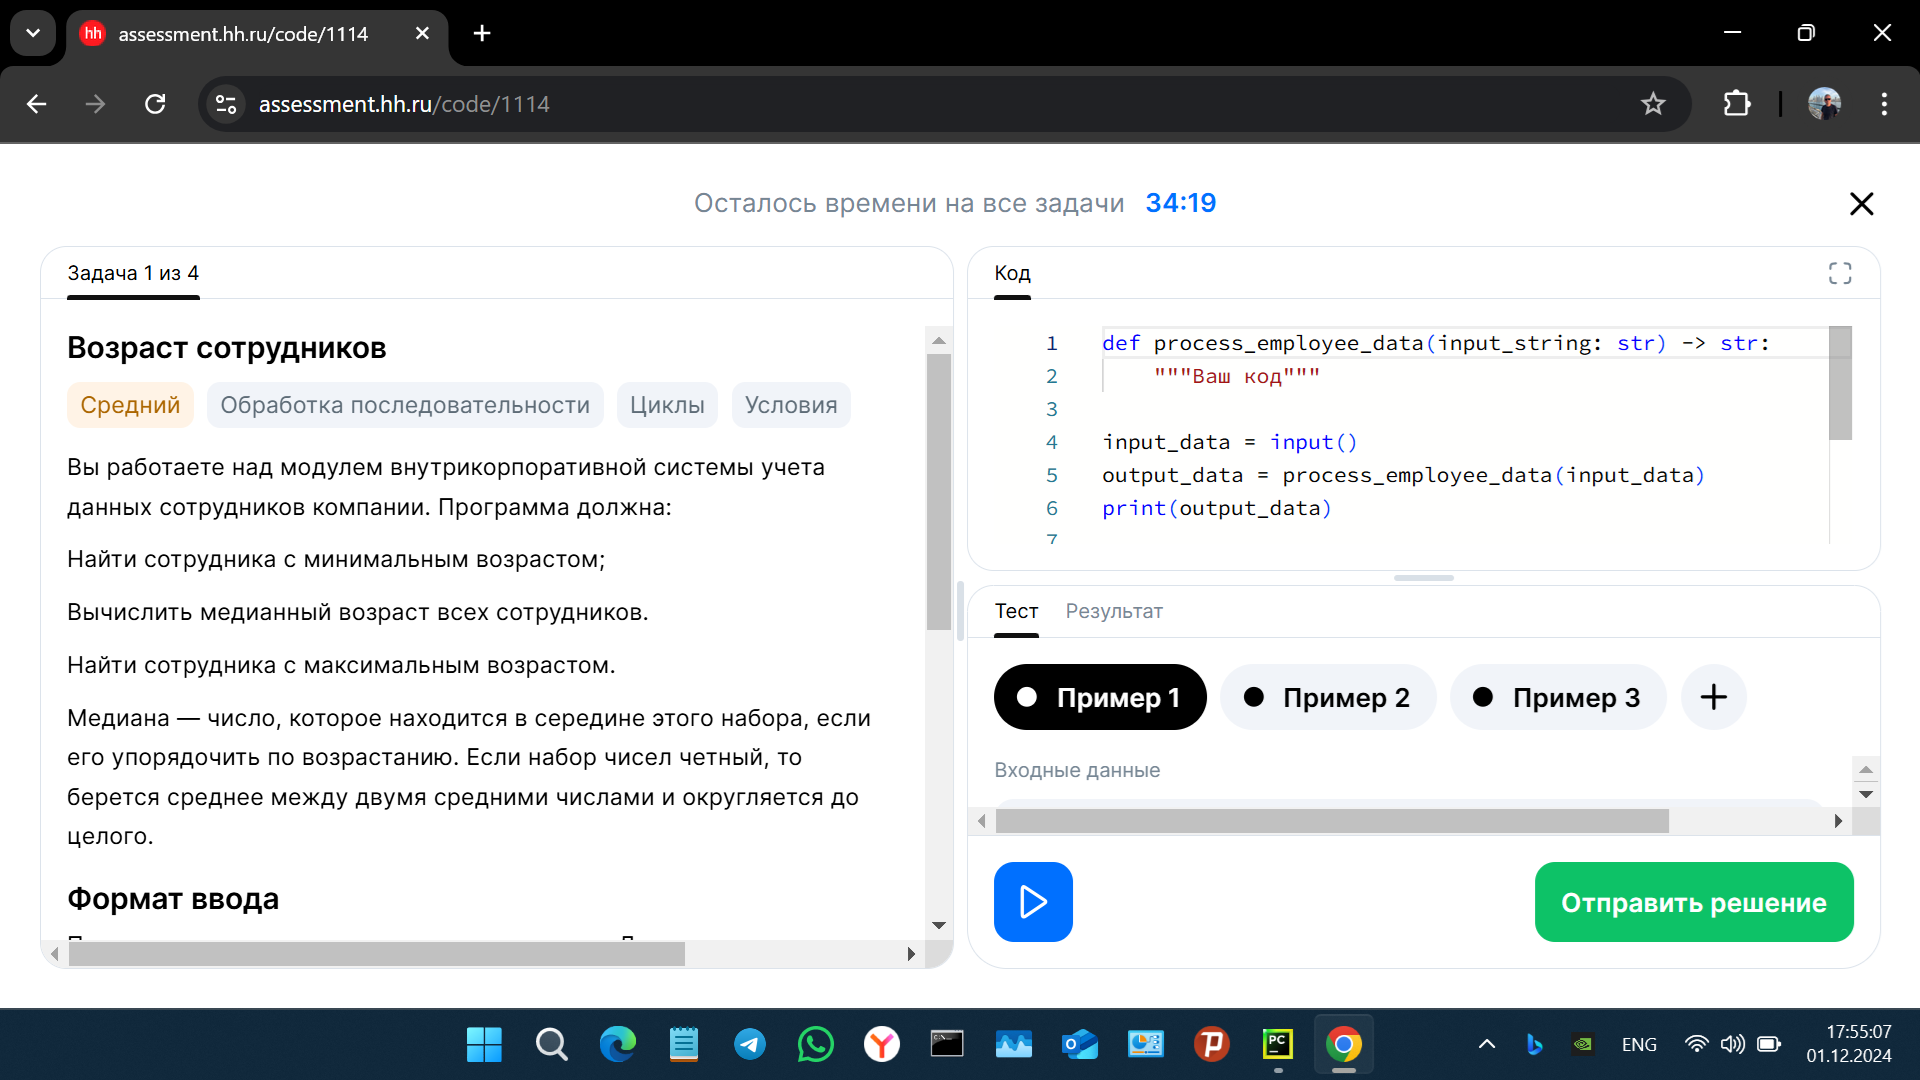 hh assessment.hh.ru/code/1114
assessment.hh.ru/code/1114
Осталось времени на все задачи 34:19
Задача 1 из 4
Возраст сотрудников
Средний Обработка последовательности Циклы Условия
Вы работаете над модулем внутрикорпоративной системы учета
данных сотрудников компании. Программа должна:
Найти сотрудника с минимальным возрастом;
Вычислить медианный возраст всех сотрудников.
Найти сотрудника с максимальным возрастом.
Медиана — число, которое находится в середине этого набора, если
его упорядочить по возрастанию. Если набор чисел четный, то
берется среднее между двумя средними числами и округляется до
целого.
Формат ввода
Код
1 def process_employee_data(input_string: str) -> str:
2 """Ваш код"""
3
4 input_data = input()
5 output_data = process_employee_data(input_data)
6 print(output_data)
7
Тест Результат
Пример 1 Пример 2 Пример 3
Входные данные
Отправить решение
PC
ENG
17:55:07
01.12.2024